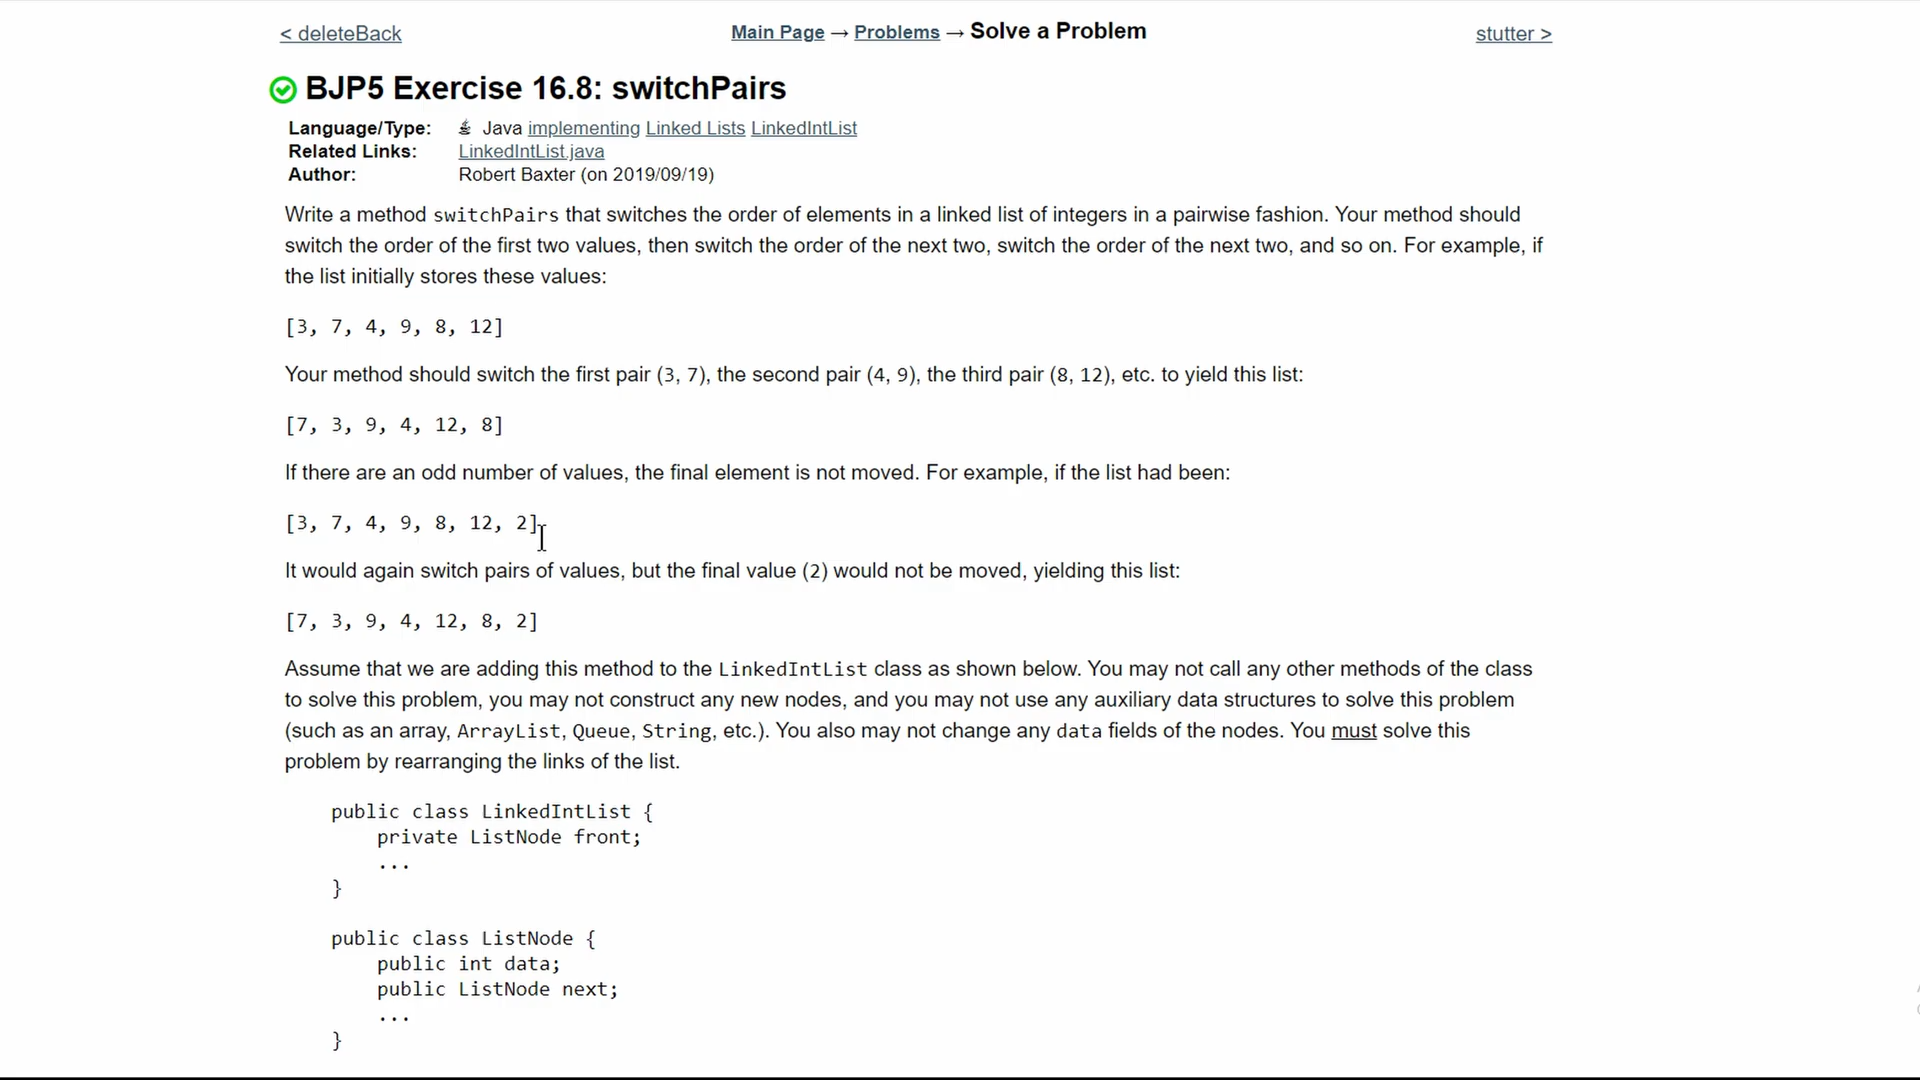 < deleteBack
Main Page → Problems → Solve a Problem
stutter >
BJP5 Exercise 16.8: switchPairs
Language/Type: Java implementing Linked Lists LinkedIntList
Related Links: LinkedIntList.java
Author: Robert Baxter (on 2019/09/19)
Write a method switchPairs that switches the order of elements in a linked list of integers in a pairwise fashion. Your method should
switch the order of the first two values, then switch the order of the next two, switch the order of the next two, and so on. For example, if
the list initially stores these values:
[3, 7, 4, 9, 8, 12]
Your method should switch the first pair (3, 7), the second pair (4, 9), the third pair (8, 12), etc. to yield this list:
[7, 3, 9, 4, 12, 8]
If there are an odd number of values, the final element is not moved. For example, if the list had been:
[3, 7, 4, 9, 8, 12, 2]
It would again switch pairs of values, but the final value (2) would not be moved, yielding this list:
[7, 3, 9, 4, 12, 8, 2]
Assume that we are adding this method to the LinkedIntList class as shown below. You may not call any other methods of the class
to solve this problem, you may not construct any new nodes, and you may not use any auxiliary data structures to solve this problem
(such as an array, ArrayList, Queue, String, etc.). You also may not change any data fields of the nodes. You must solve this
problem by rearranging the links of the list.
public class LinkedIntList {
    private ListNode front;
    ...
}
public class ListNode {
    public int data;
    public ListNode next;
    ...
}